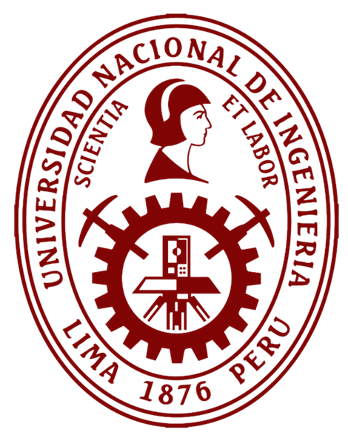 UNIVERSIDAD NACIONAL DE INGENIERIA
SCIENTIA ET LABOR
LIMA 1876 PERU